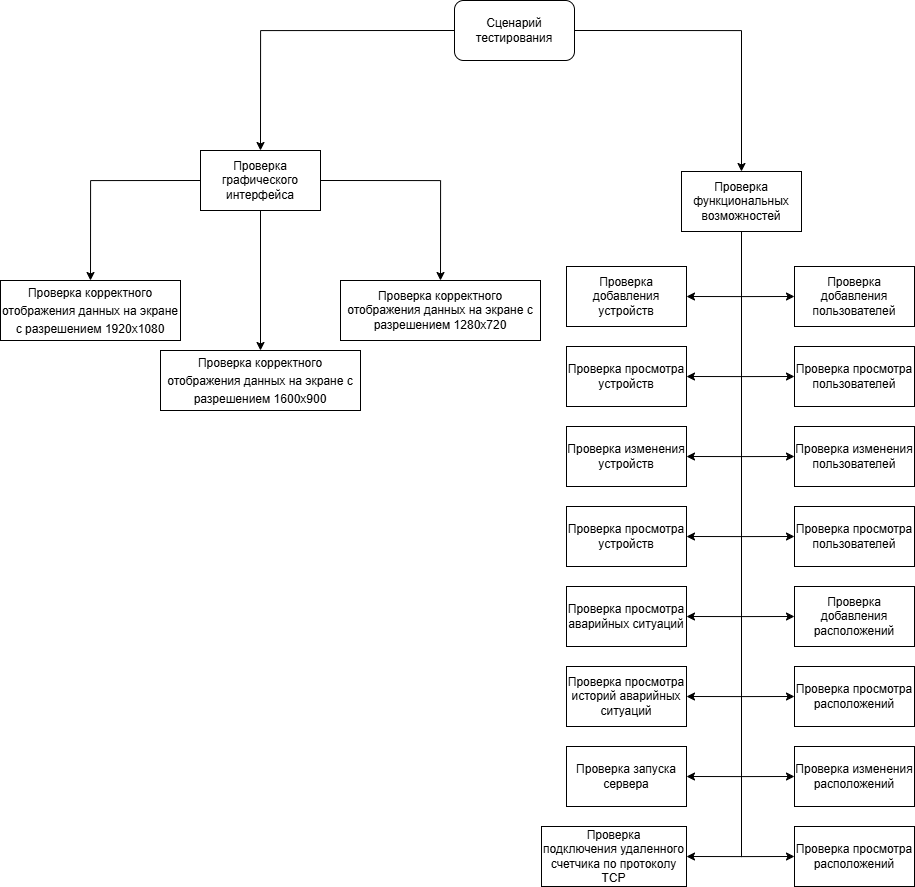 Сценарий
тестирования
Проверка
графического
интерфейса
Проверка корректного
отображения данных на экране
с разрешением 1920x1080
Проверка корректного
отображения данных на экране с
разрешением 1600x900
Проверка корректного
отображения данных на экране с
разрешением 1280x720
Проверка
функциональных
возможностей
Проверка
добавления
устройств
Проверка
добавления
пользователей
Проверка просмотра
устройств
Проверка просмотра
пользователей
Проверка изменения
устройств
Проверка изменения
пользователей
Проверка просмотра
устройств
Проверка просмотра
пользователей
Проверка просмотра
аварийных ситуаций
Проверка
добавления
расположений
Проверка просмотра
историй аварийных
ситуаций
Проверка просмотра
расположений
Проверка запуска
сервера
Проверка изменения
расположений
Проверка
подключения удаленного
счетчика по протоколу
TCP
Проверка просмотра
расположений